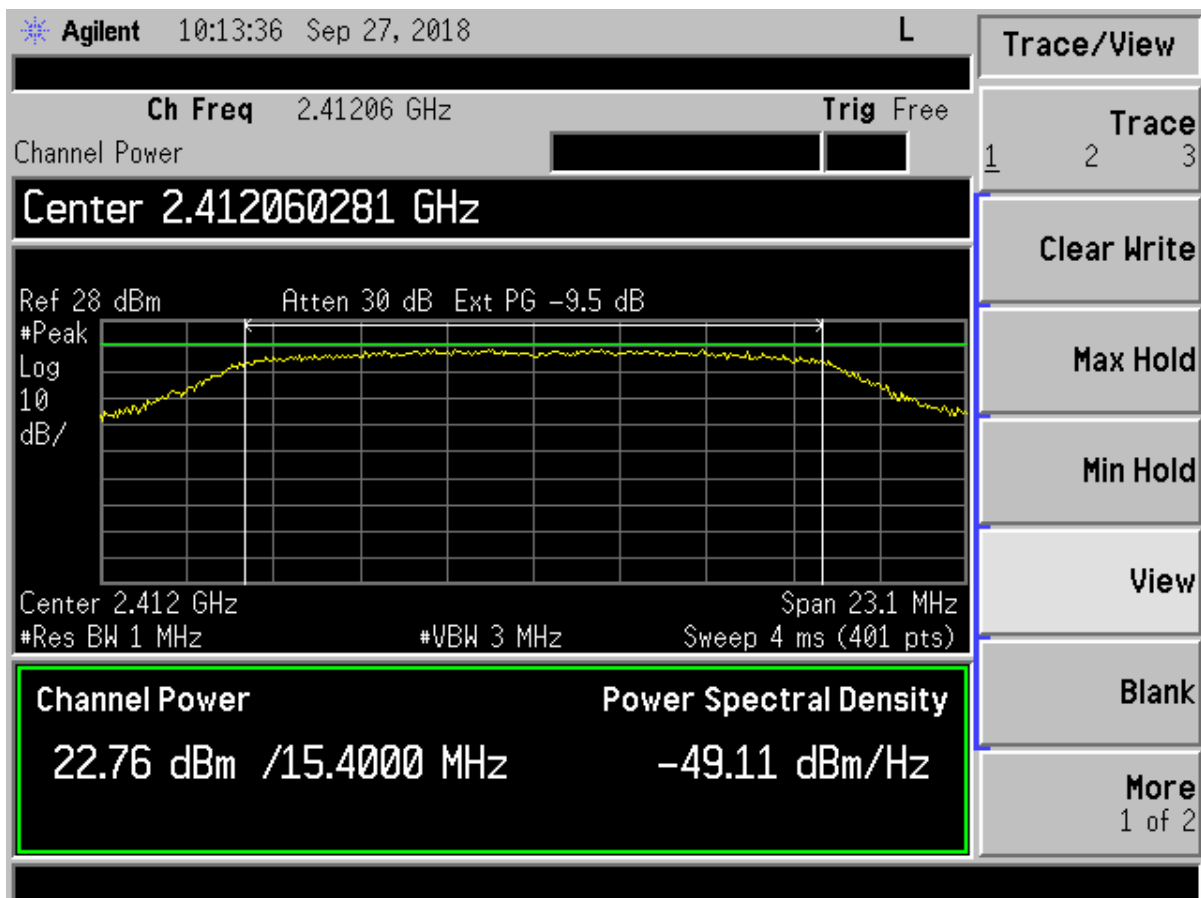 Agilent 10:13:36 Sep 27, 2018 L
Trace/View
Ch Freq 2.41206 GHz Trig Free
Channel Power
Trace
1 2 3
Center 2.412060281 GHz
Clear Write
Ref 28 dBm Atten 30 dB Ext PG -9.5 dB
#Peak
Log
10
dB/
Max Hold
Min Hold
View
Center 2.412 GHz Span 23.1 MHz
#Res BW 1 MHz #VBW 3 MHz Sweep 4 ms (401 pts)
Channel Power Power Spectral Density
22.76 dBm /15.4000 MHz -49.11 dBm/Hz
Blank
More
1 of 2